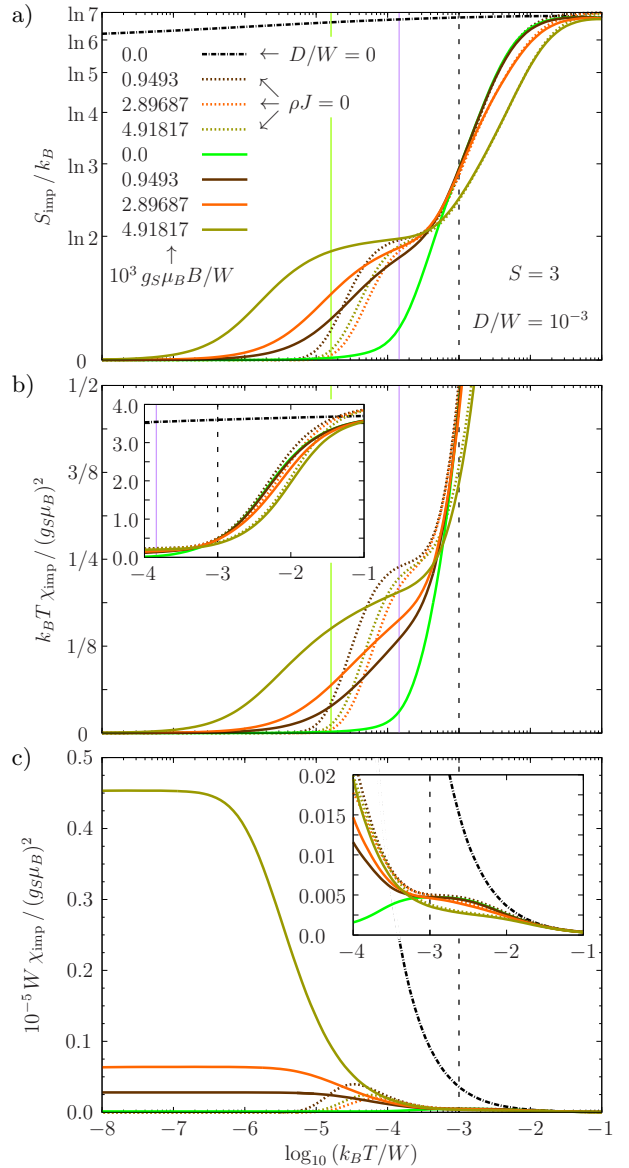 a)
ln 7
ln 6
ln 5
ln 4
ln 3
ln 2
0
S_imp / k_B
0.0 ← D/W = 0
0.9493
2.89687 ← ρJ = 0
4.91817
0.0
0.9493
2.89687
4.91817
↑
10^3 g_S μ_B B/W
S = 3
D/W = 10^{-3}
b)
1/2
3/8
1/4
1/8
0
k_B T χ_imp / (g_S μ_B)^2
4.0
3.0
2.0
1.0
0.0
−4 −3 −2 −1
c)
0.5
0.4
0.3
0.2
0.1
0.0
10^{-5} W χ_imp / (g_S μ_B)^2
0.02
0.015
0.01
0.005
0.0
−4 −3 −2 −1
−8 −7 −6 −5 −4 −3 −2 −1
log_10 (k_B T/W)